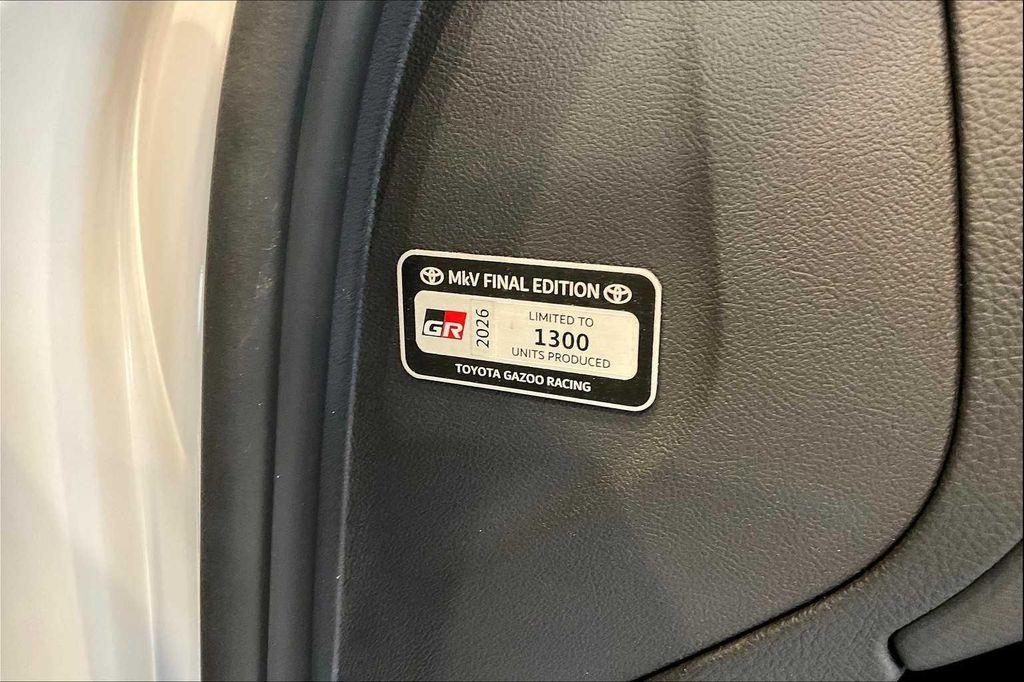 MkV FINAL EDITION
GR
2026
LIMITED TO
1300
UNITS PRODUCED
TOYOTA GAZOO RACING